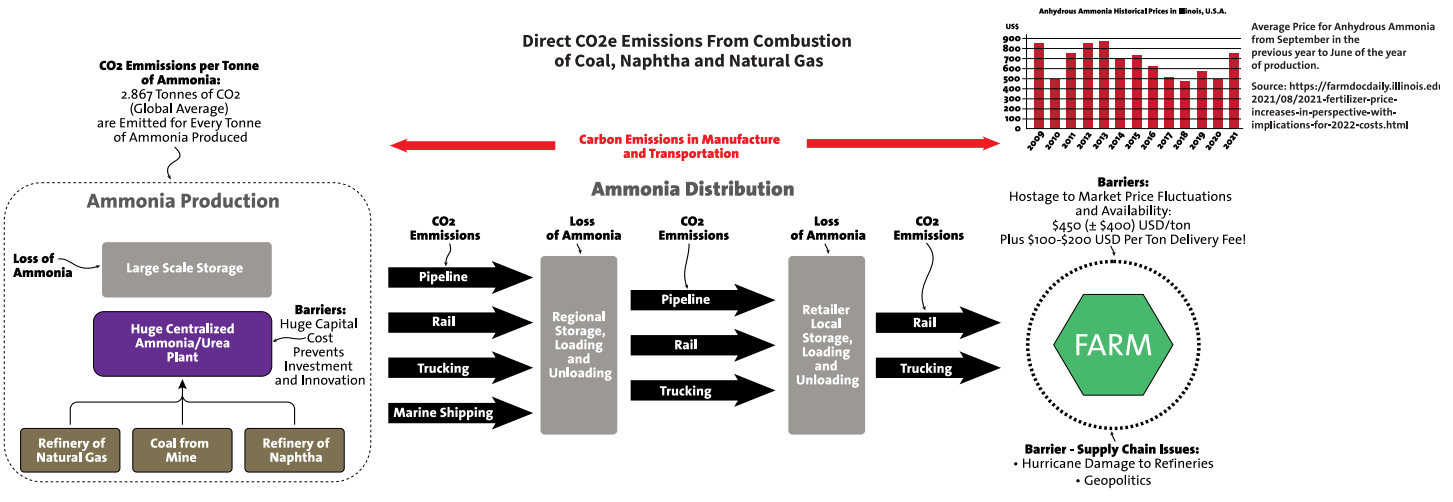 Anhydrous Ammonia Historical Prices in Illinois, U.S.A.
US$
900
800
700
600
500
400
300
200
100
0
2009
2010
2011
2012
2013
2014
2015
2016
2017
2018
2019
2020
2021
Average Price for Anhydrous Ammonia
from September in the
previous year to June of the year
of production.
Source: https://farmdocdaily.illinois.edu
2021/08/2021-fertilizer-price-
increases-in-perspective-with-
implications-for-2022-costs.html
Direct CO2e Emissions From Combustion
of Coal, Naphtha and Natural Gas
CO2 Emmissions per Tonne
of Ammonia:
2.867 Tonnes of CO2
(Global Average)
are Emitted for Every Tonne
of Ammonia Produced
Carbon Emissions in Manufacture
and Transportation
Ammonia Production
Loss of
Ammonia
Large Scale Storage
Huge Centralized
Ammonia/Urea
Plant
Barriers:
Huge Capital
Cost
Prevents
Investment
and Innovation
Refinery of
Natural Gas
Coal from
Mine
Refinery of
Naphtha
Ammonia Distribution
CO2
Emmissions
Pipeline
Rail
Trucking
Marine Shipping
Loss
of Ammonia
Regional
Storage,
Loading
and
Unloading
CO2
Emmissions
Pipeline
Rail
Trucking
Loss
of Ammonia
Retailer
Local
Storage,
Loading
and
Unloading
CO2
Emmissions
Rail
Trucking
Barriers:
Hostage to Market Price Fluctuations
and Availability:
$450 (± $400) USD/ton
Plus $100-$200 USD Per Ton Delivery Fee!
FARM
Barrier - Supply Chain Issues:
• Hurricane Damage to Refineries
• Geopolitics